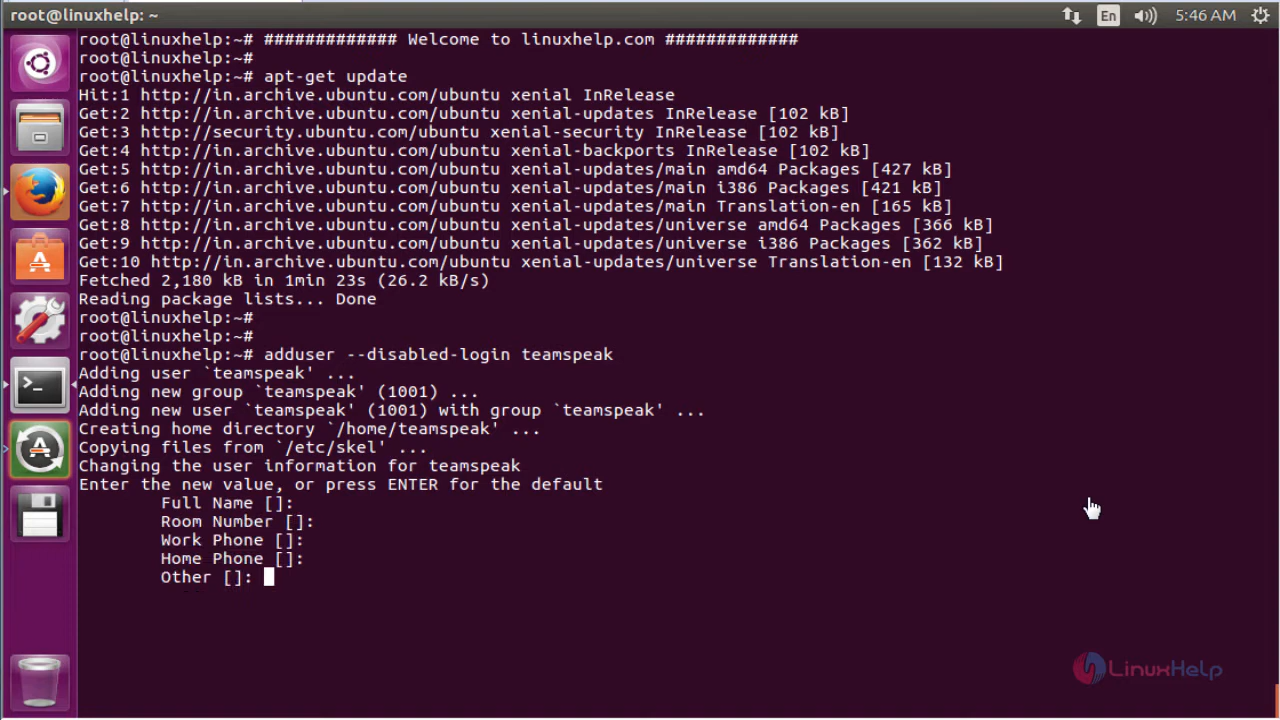 root@linuxhelp: ~
En
5:46 AM
root@linuxhelp:~# ############# Welcome to linuxhelp.com #############
root@linuxhelp:~#
root@linuxhelp:~# apt-get update
Hit:1 http://in.archive.ubuntu.com/ubuntu xenial InRelease
Get:2 http://in.archive.ubuntu.com/ubuntu xenial-updates InRelease [102 kB]
Get:3 http://security.ubuntu.com/ubuntu xenial-security InRelease [102 kB]
Get:4 http://in.archive.ubuntu.com/ubuntu xenial-backports InRelease [102 kB]
Get:5 http://in.archive.ubuntu.com/ubuntu xenial-updates/main amd64 Packages [427 kB]
Get:6 http://in.archive.ubuntu.com/ubuntu xenial-updates/main i386 Packages [421 kB]
Get:7 http://in.archive.ubuntu.com/ubuntu xenial-updates/main Translation-en [165 kB]
Get:8 http://in.archive.ubuntu.com/ubuntu xenial-updates/universe amd64 Packages [366 kB]
Get:9 http://in.archive.ubuntu.com/ubuntu xenial-updates/universe i386 Packages [362 kB]
Get:10 http://in.archive.ubuntu.com/ubuntu xenial-updates/universe Translation-en [132 kB]
Fetched 2,180 kB in 1min 23s (26.2 kB/s)
Reading package lists... Done
root@linuxhelp:~#
root@linuxhelp:~#
root@linuxhelp:~# adduser --disabled-login teamspeak
Adding user `teamspeak' ...
Adding new group `teamspeak' (1001) ...
Adding new user `teamspeak' (1001) with group `teamspeak' ...
Creating home directory `/home/teamspeak' ...
Copying files from `/etc/skel' ...
Changing the user information for teamspeak
Enter the new value, or press ENTER for the default
Full Name []:
Room Number []:
Work Phone []:
Home Phone []:
Other []:
LinuxHelp